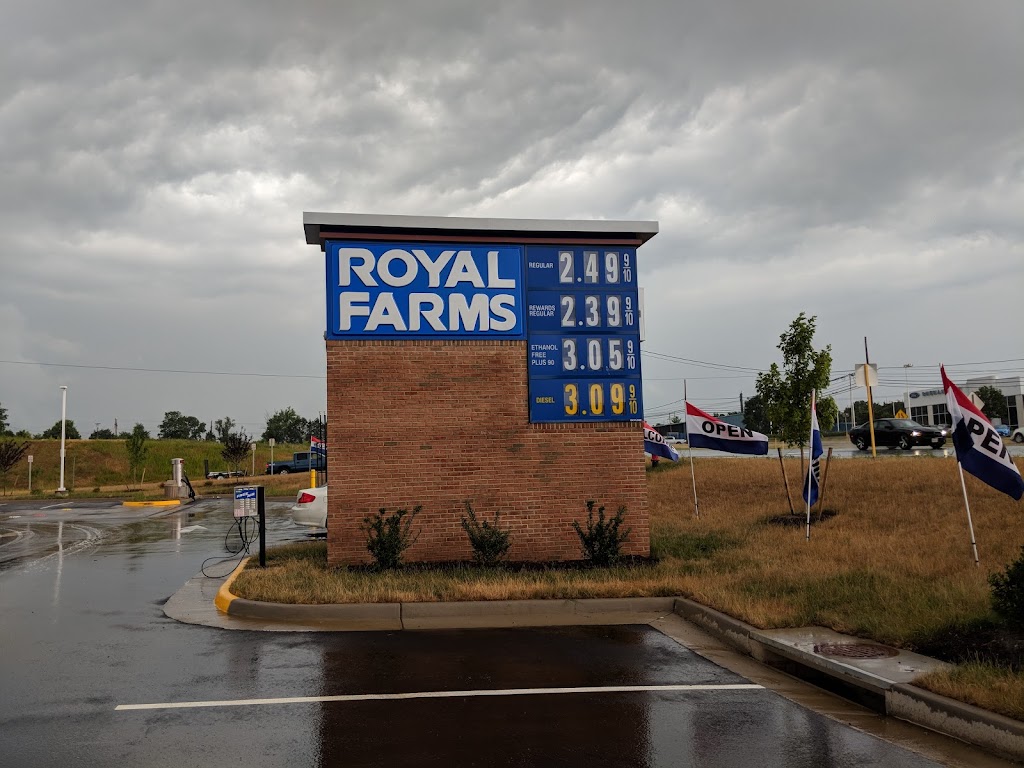 ROYAL
FARMS
REGULAR 2.49 9/10
REWARDS
REGULAR 2.39 9/10
ETHANOL
FREE
PLUS 90 3.05 9/10
DIESEL 3.09 9/10
OPEN
OPEN